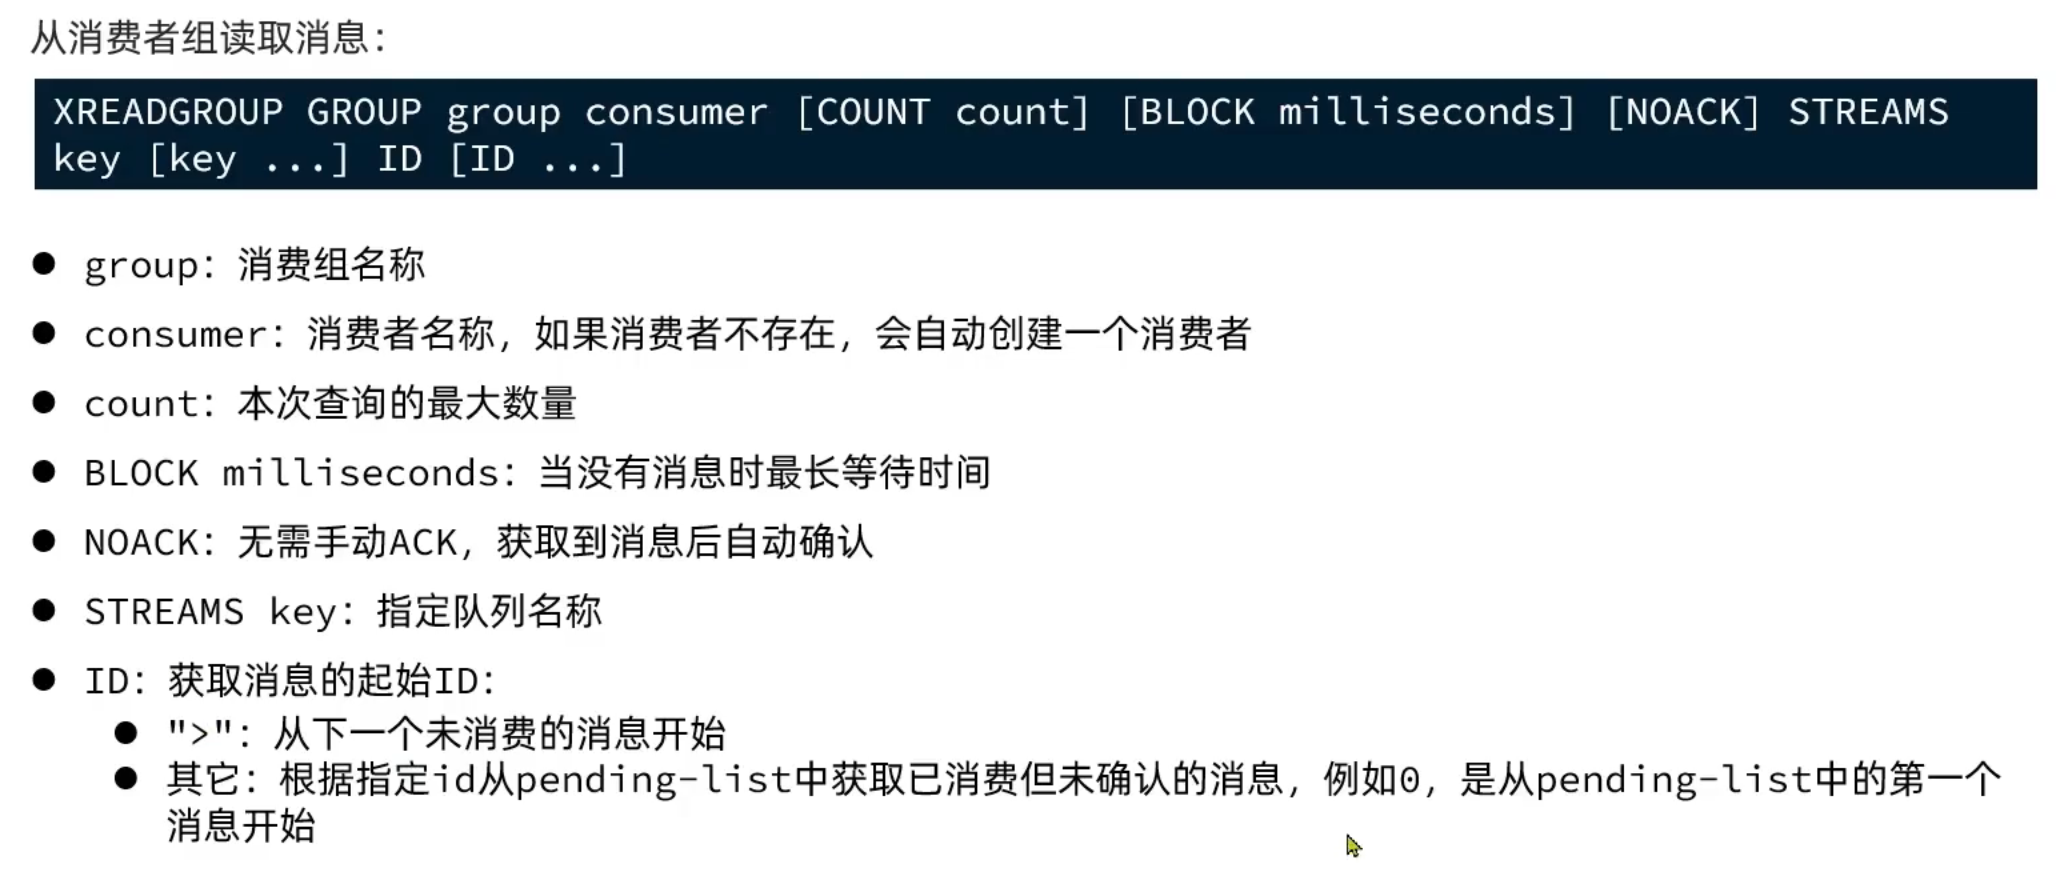 从消费者组读取消息：
XREADGROUP GROUP group consumer [COUNT count] [BLOCK milliseconds] [NOACK] STREAMS
key [key ...] ID [ID ...]
● group：消费组名称
● consumer：消费者名称，如果消费者不存在，会自动创建一个消费者
● count：本次查询的最大数量
● BLOCK milliseconds：当没有消息时最长等待时间
● NOACK：无需手动ACK，获取到消息后自动确认
● STREAMS key：指定队列名称
● ID：获取消息的起始ID：
● ">"：从下一个未消费的消息开始
● 其它：根据指定id从pending-list中获取已消费但未确认的消息，例如0，是从pending-list中的第一个
消息开始